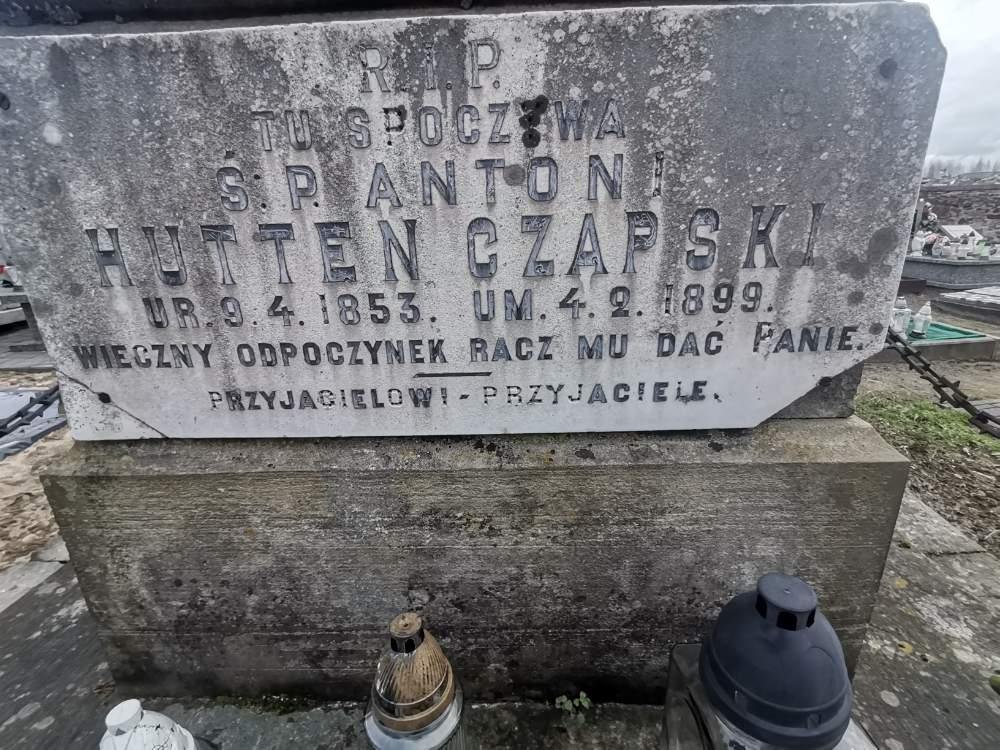 R.I.P.
TU SPOCZYWA
Ś.P. ANTONI
HUTTEN CZAPSKI
UR. 9. 4. 1853. UM. 4. 2. 1899.
WIECZNY ODPOCZYNEK RACZ MU DAĆ PANIE.
PRZYJACIELOWI - PRZYJACIELE.